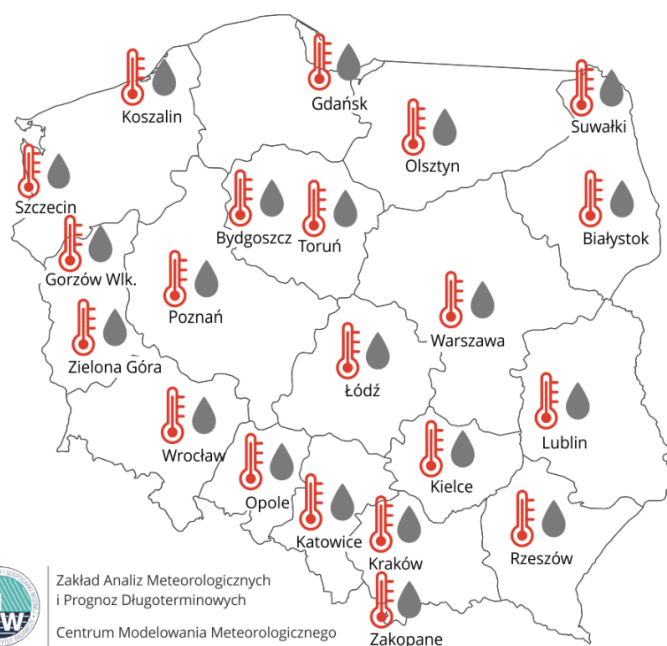 Koszalin
Gdańsk
Suwałki
Olsztyn
Szczecin
Bydgoszcz
Toruń
Białystok
Gorzów Wlk.
Poznań
Warszawa
Zielona Góra
Łódź
Lublin
Wrocław
Kielce
Opole
Katowice
Kraków
Rzeszów
Zakopane
W
Zakład Analiz Meteorologicznych
i Prognoz Długoterminowych
Centrum Modelowania Meteorologicznego